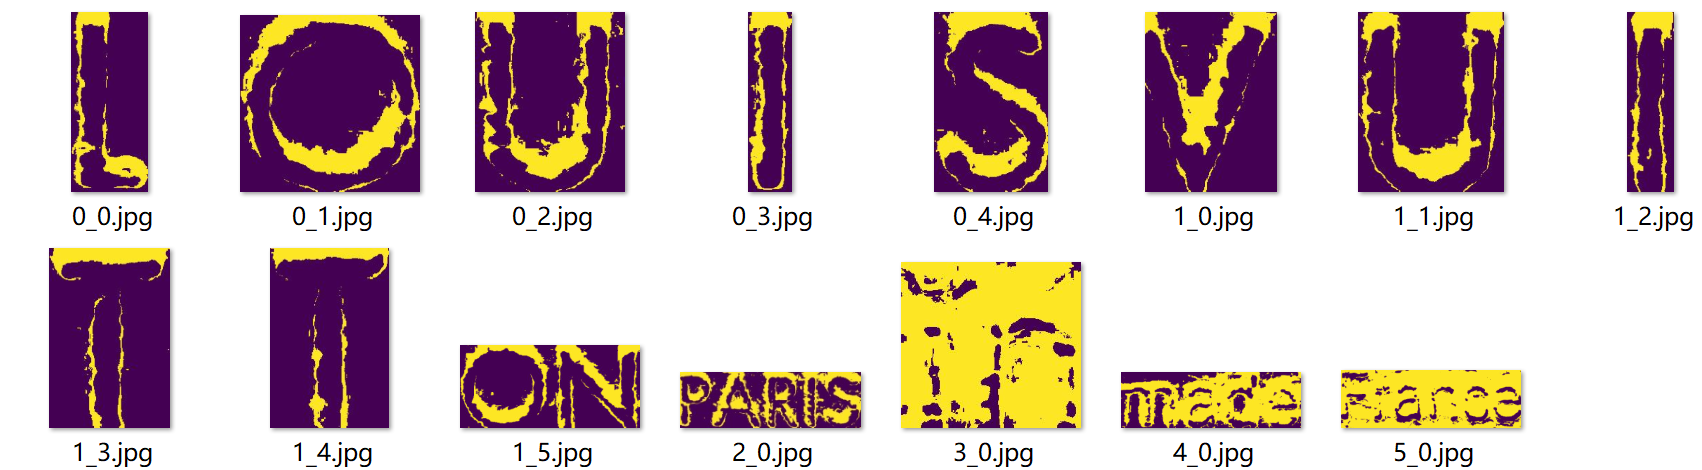 L O U I S V U I
0_0.jpg 0_1.jpg 0_2.jpg 0_3.jpg 0_4.jpg 1_0.jpg 1_1.jpg 1_2.jpg
T T ON PARIS in made France
1_3.jpg 1_4.jpg 1_5.jpg 2_0.jpg 3_0.jpg 4_0.jpg 5_0.jpg